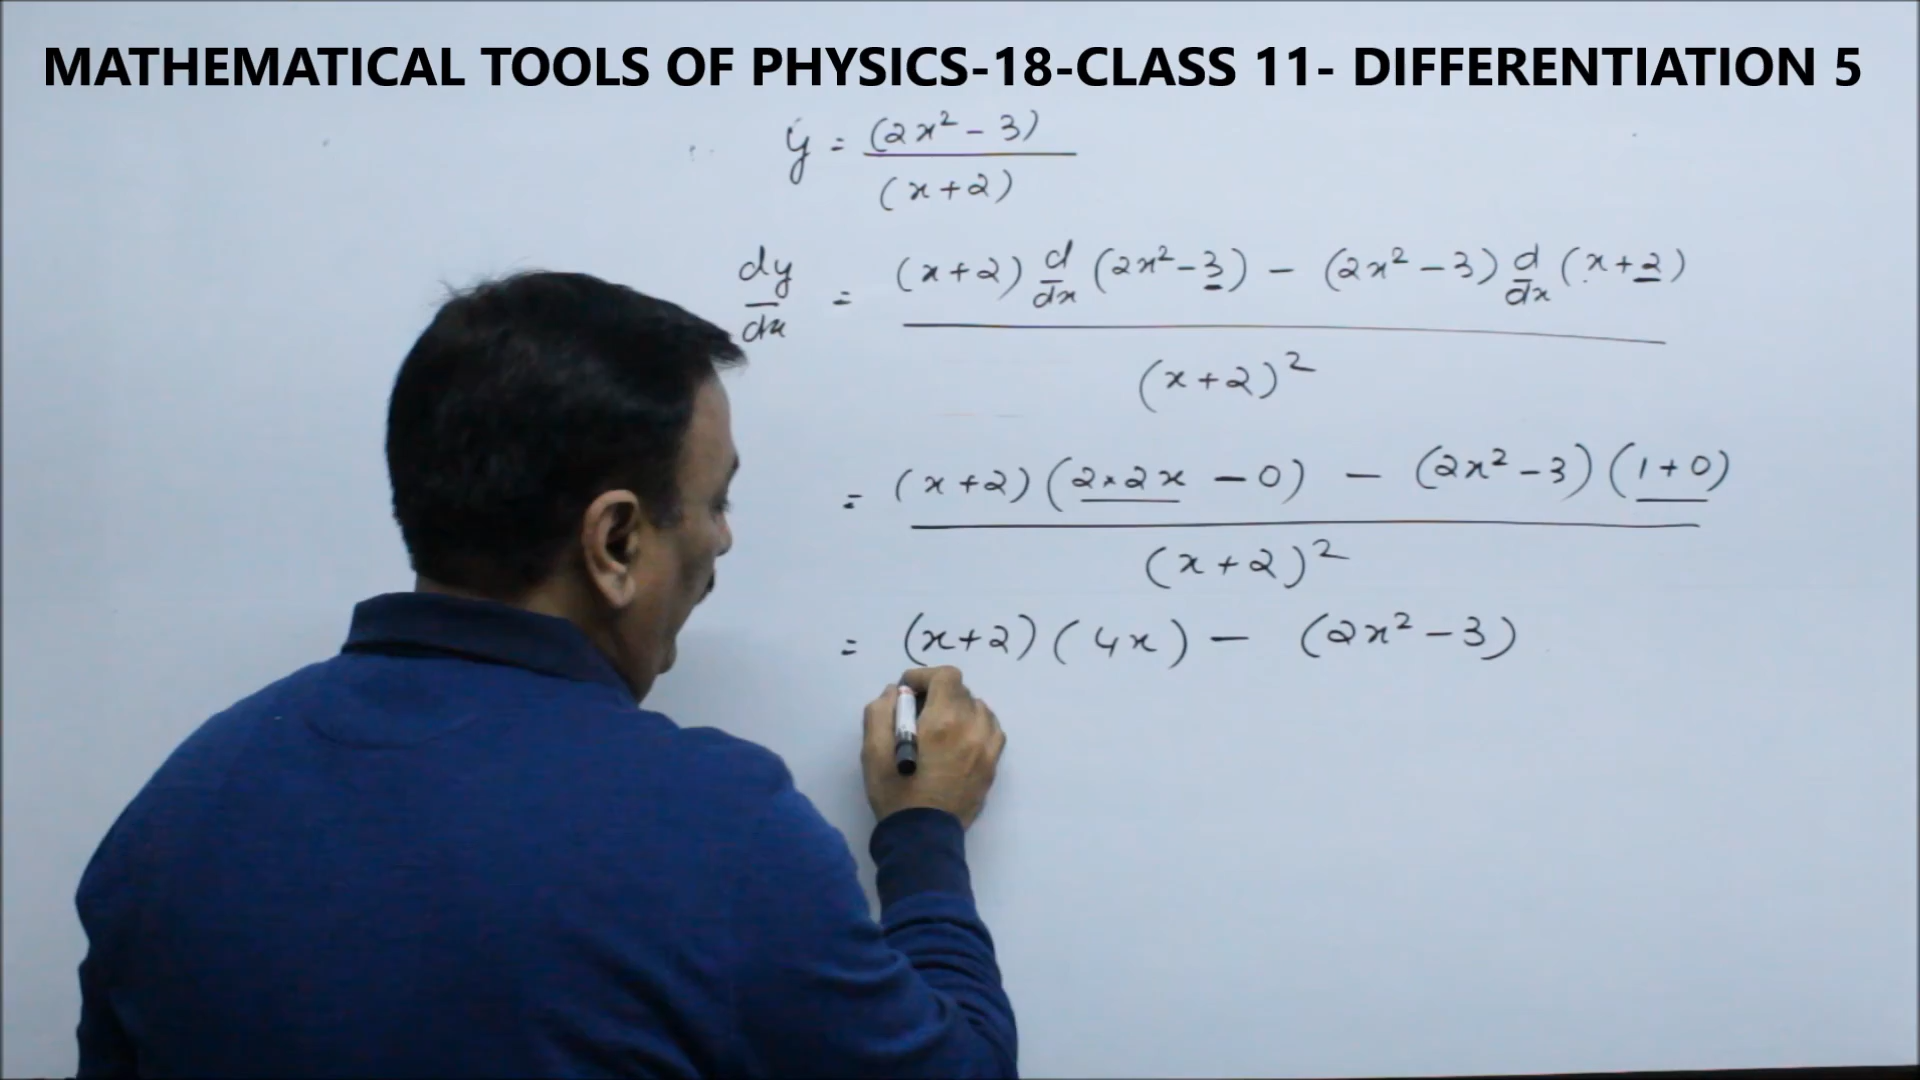 MATHEMATICAL TOOLS OF PHYSICS-18-CLASS 11- DIFFERENTIATION 5
y = (2x² - 3)
(x+2)
dy/dx = (x+2) d/dx (2x²-3) - (2x² - 3) d/dx (x+2)
(x+2)²
= (x+2) (2×2x - 0) - (2x² - 3) (1+0)
(x+2)²
= (x+2) (4x) - (2x² - 3)